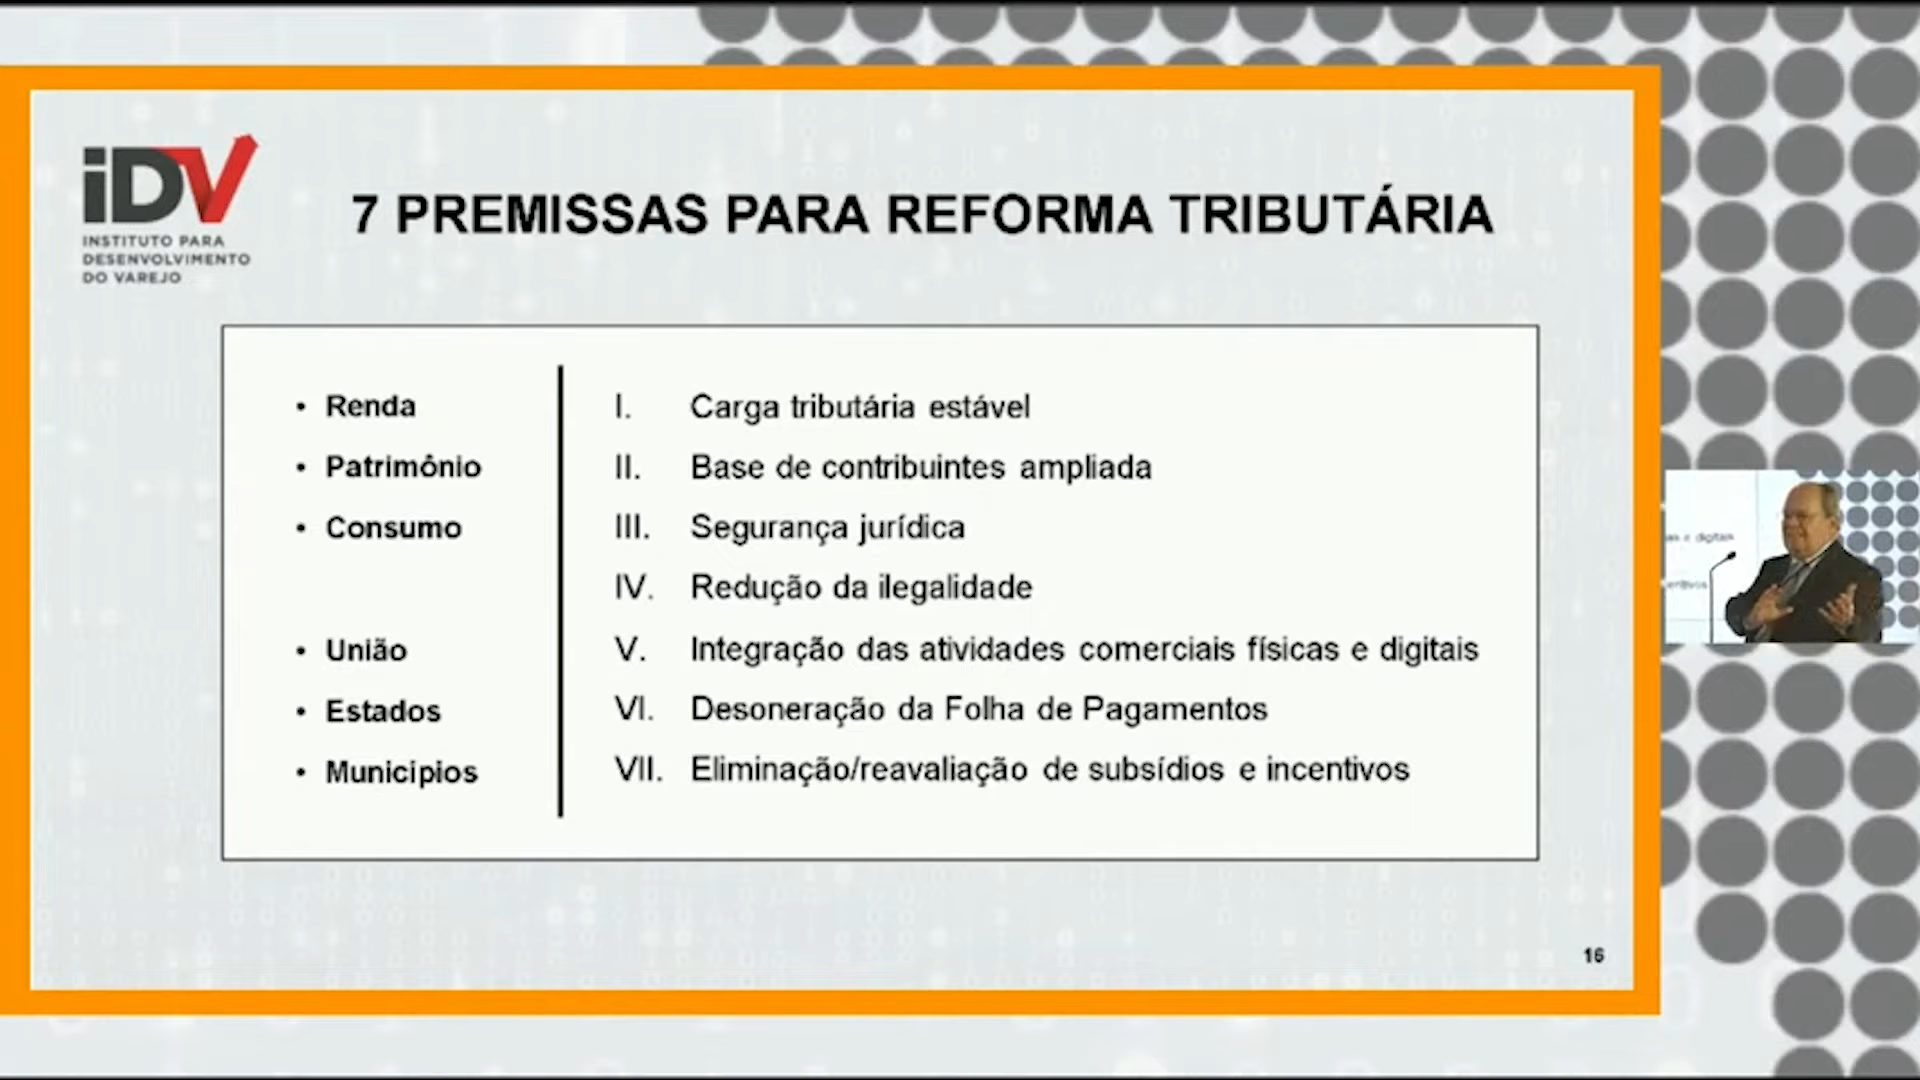 iDV
INSTITUTO PARA
DESENVOLVIMENTO
DO VAREJO
7 PREMISSAS PARA REFORMA TRIBUTÁRIA
• Renda
• Patrimônio
• Consumo
• União
• Estados
• Municípios
I. Carga tributária estável
II. Base de contribuintes ampliada
III. Segurança jurídica
IV. Redução da ilegalidade
V. Integração das atividades comerciais físicas e digitais
VI. Desoneração da Folha de Pagamentos
VII. Eliminação/reavaliação de subsídios e incentivos
e digitais
16